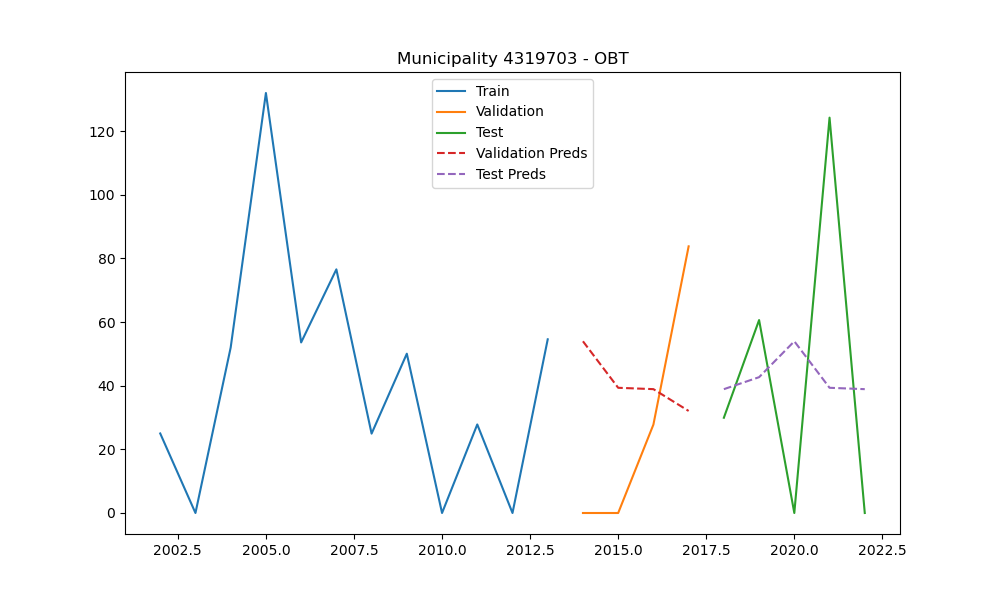 Municipality 4319703 - OBT
Train
Validation
Test
Validation Preds
Test Preds
120
100
80
60
40
20
0
2002.5 2005.0 2007.5 2010.0 2012.5 2015.0 2017.5 2020.0 2022.5